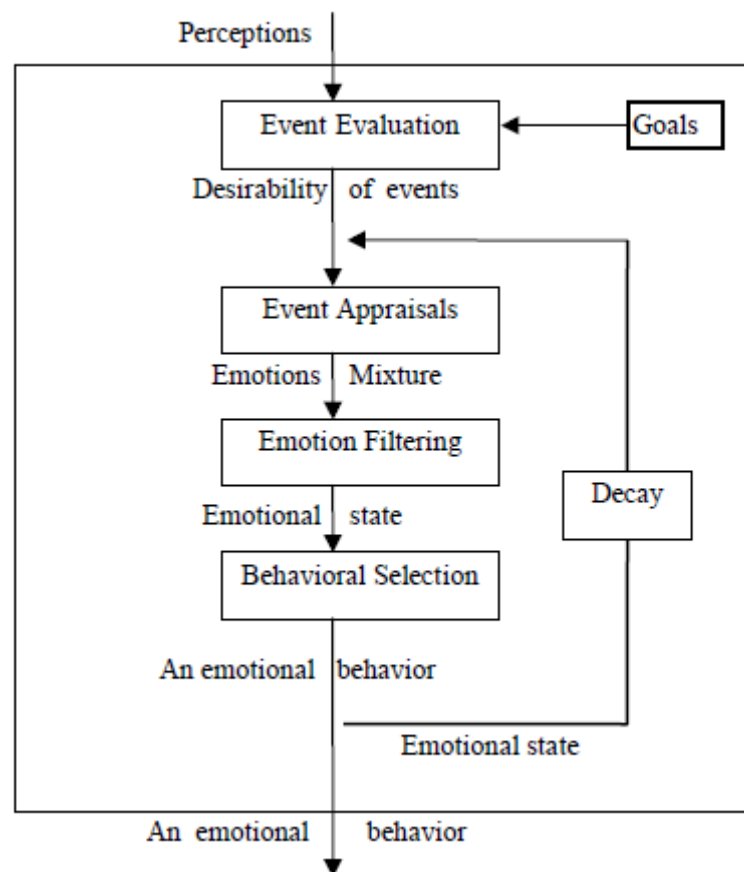 Perceptions
Event Evaluation
Goals
Desirability of events
Event Appraisals
Emotions Mixture
Emotion Filtering
Decay
Emotional state
Behavioral Selection
An emotional behavior
Emotional state
An emotional behavior